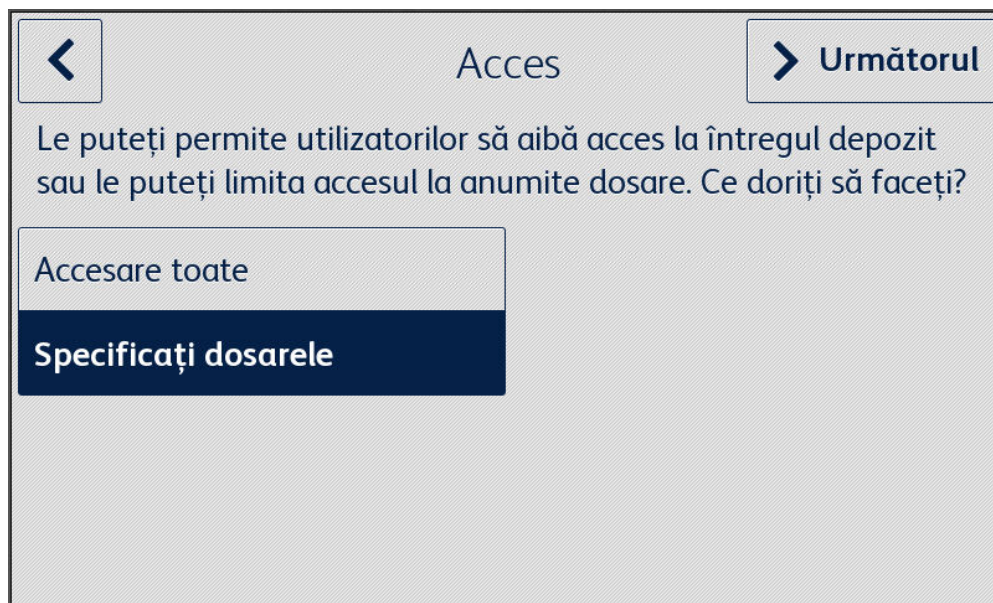 Acces
Următorul
Le puteți permite utilizatorilor să aibă acces la întregul depozit
sau le puteți limita accesul la anumite dosare. Ce doriți să faceți?
Accesare toate
Specificați dosarele